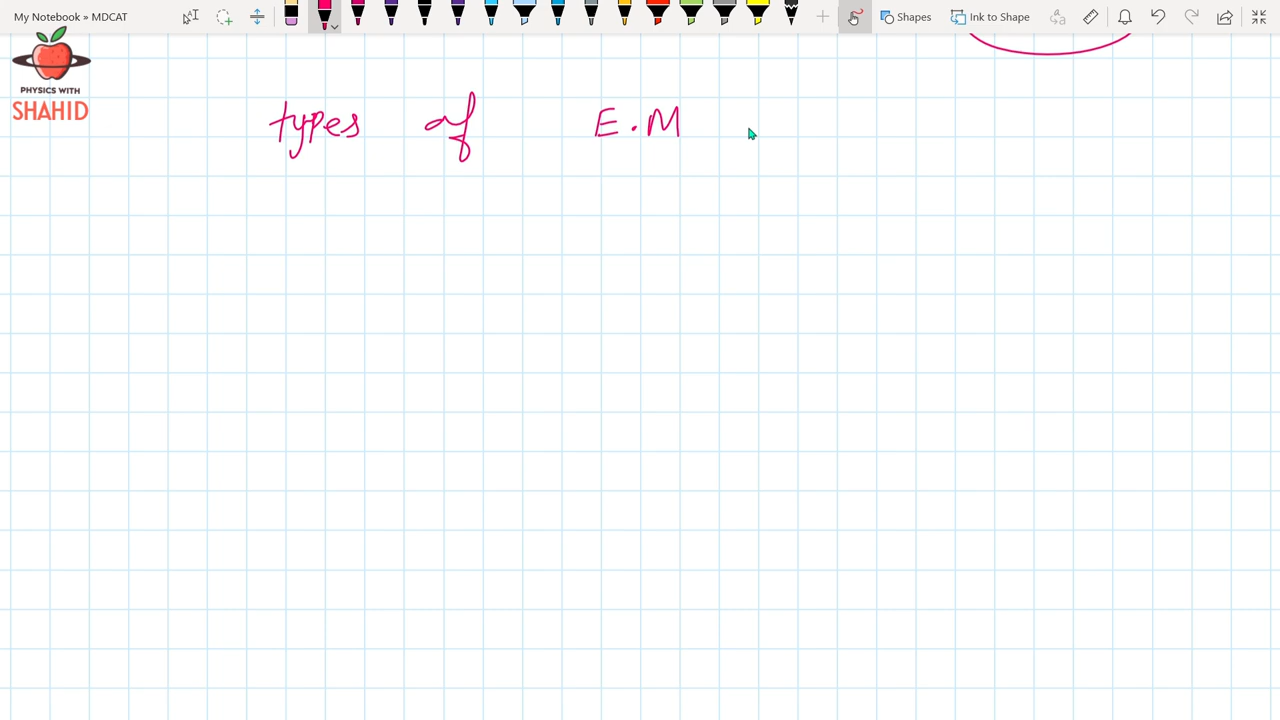 My Notebook » MDCAT
Shapes
Ink to Shape
PHYSICS WITH
SHAHID
types of E.M